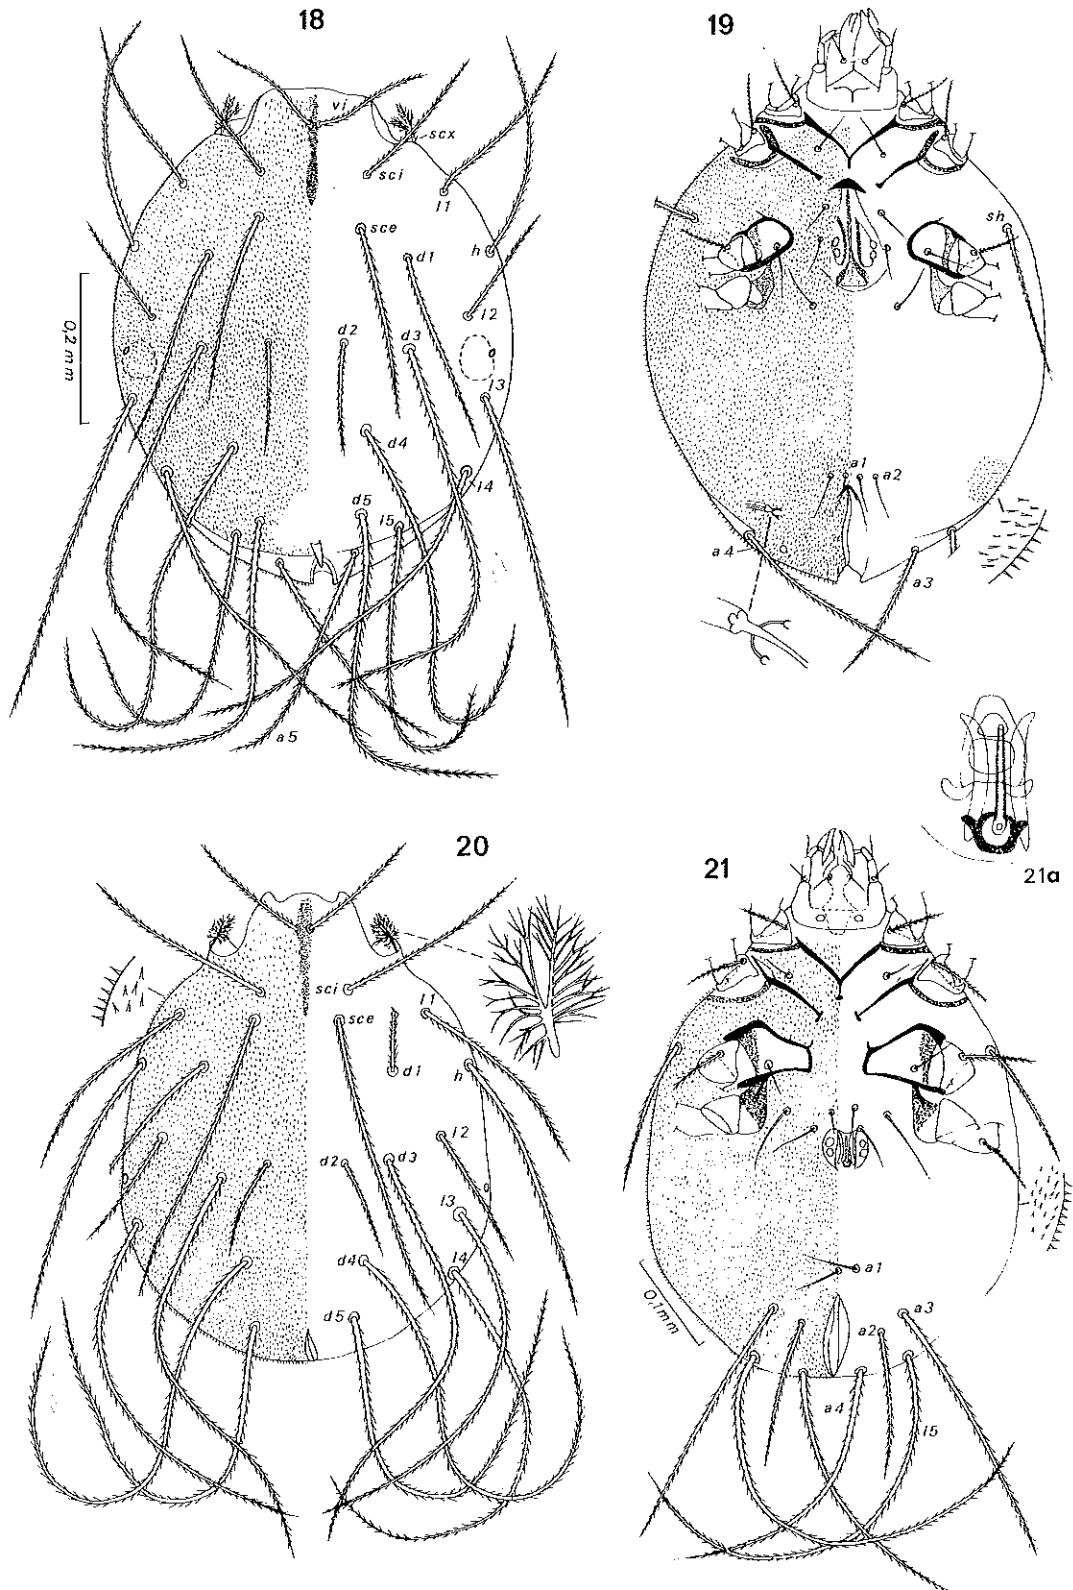 18
vi
scx
sci
l1
sce
d1
h
l2
d2
d3
l3
d4
l4
d5
l5
a5
0,2 mm
19
sh
a1
a2
a4
a3
20
sci
sce
l1
d1
h
l2
d2
d3
l3
d4
l4
d5
21
a1
a3
a2
a4
l5
0,1mm
21a